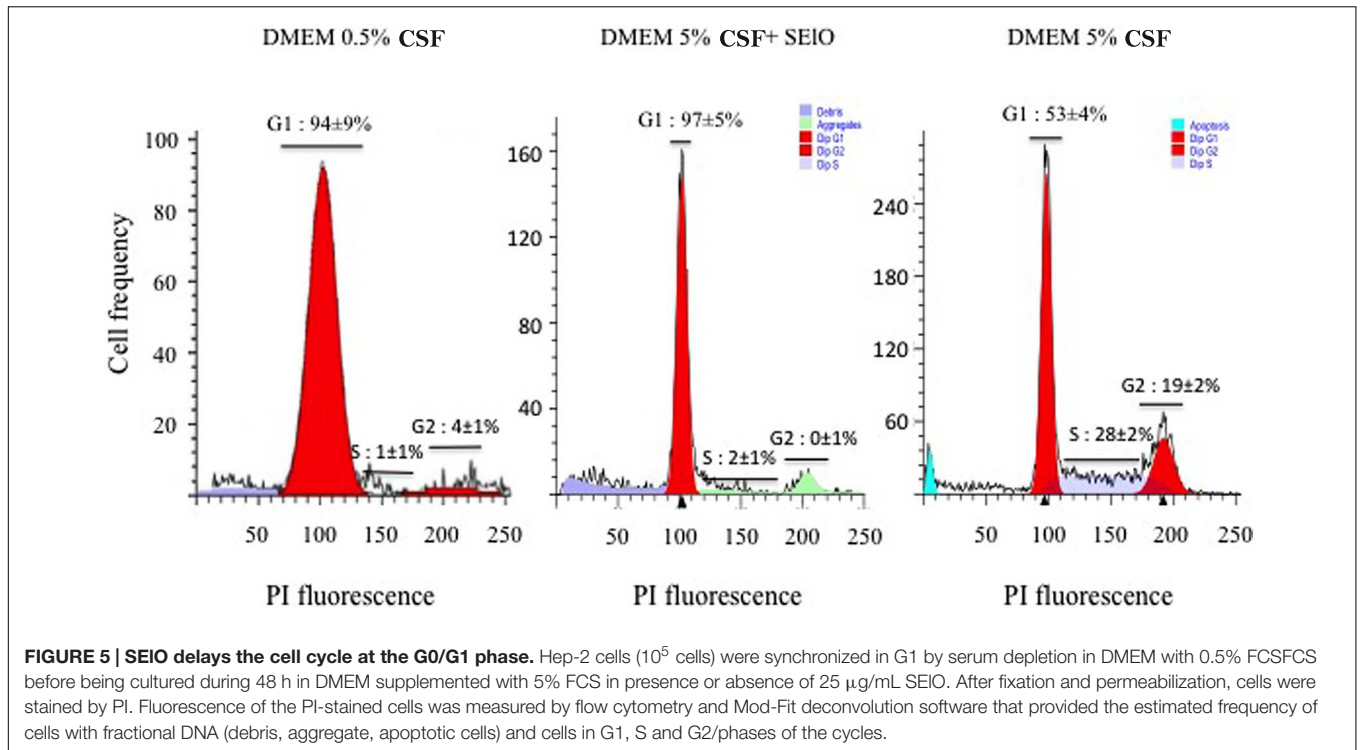 DMEM 0.5% CSF
DMEM 5% CSF+ SElO
DMEM 5% CSF
Cell frequency
G1 : 94±9%
100
80
60
40
20
S : 1±1%
G2 : 4±1%
50 100 150 200 250
PI fluorescence
G1 : 97±5%
Debris
Aggregates
Dip G1
Dip G2
Dip S
160
120
80
40
S : 2±1%
G2 : 0±1%
50 100 150 200 250
PI fluorescence
G1 : 53±4%
Apoptosis
Dip G1
Dip G2
Dip S
240
180
120
60
S : 28±2%
G2 : 19±2%
50 100 150 200 250
PI fluorescence
FIGURE 5 | SElO delays the cell cycle at the G0/G1 phase. Hep-2 cells (10⁵ cells) were synchronized in G1 by serum depletion in DMEM with 0.5% FCSFCS
before being cultured during 48 h in DMEM supplemented with 5% FCS in presence or absence of 25 μg/mL SElO. After fixation and permeabilization, cells were
stained by PI. Fluorescence of the PI-stained cells was measured by flow cytometry and Mod-Fit deconvolution software that provided the estimated frequency of
cells with fractional DNA (debris, aggregate, apoptotic cells) and cells in G1, S and G2/phases of the cycles.